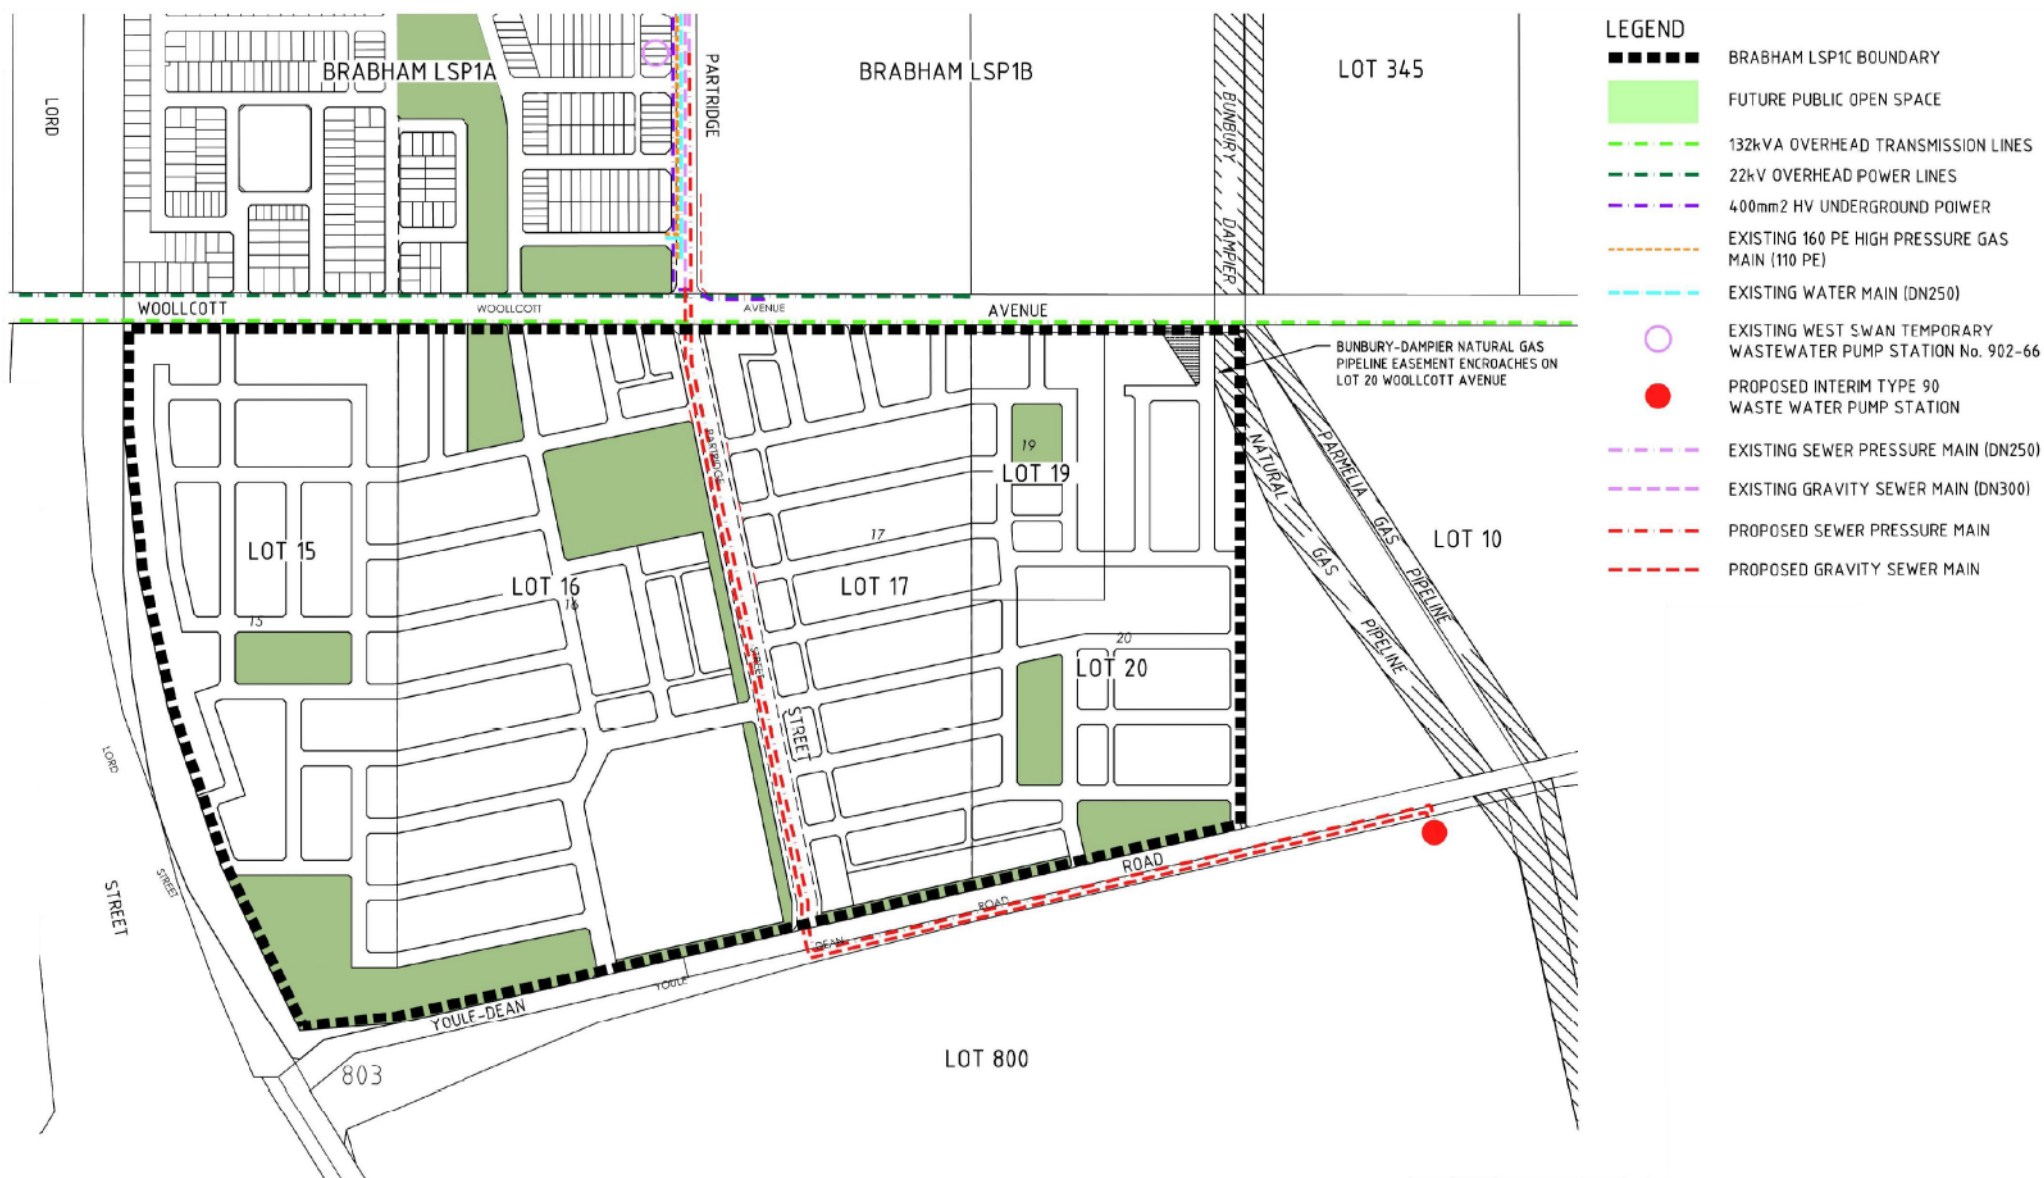 BRABHAM LSP1A
BRABHAM LSP1B
LOT 345
LORD
PARTRIDGE
BUNBURY DAMPIER
WOOLLCOTT
WOOLLCOTT
AVENUE
AVENUE
BUNBURY-DAMPIER NATURAL GAS
PIPELINE EASEMENT ENCROACHES ON
LOT 20 WOOLLCOTT AVENUE
PARTRIDGE
19
LOT 19
NATURAL GAS PIPELINE
PARMELIA GAS PIPELINE
LOT 10
17
LOT 15
LOT 16
16
LOT 17
15
20
LOT 20
STREET
STREET
LORD
STREET
STREET
ROAD
ROAD
DEAN
YOULE
YOULE-DEAN
LOT 800
803
LEGEND
BRABHAM LSP1C BOUNDARY
FUTURE PUBLIC OPEN SPACE
132kVA OVERHEAD TRANSMISSION LINES
22kV OVERHEAD POWER LINES
400mm2 HV UNDERGROUND POIWER
EXISTING 160 PE HIGH PRESSURE GAS
MAIN (110 PE)
EXISTING WATER MAIN (DN250)
EXISTING WEST SWAN TEMPORARY
WASTEWATER PUMP STATION No. 902-66
PROPOSED INTERIM TYPE 90
WASTE WATER PUMP STATION
EXISTING SEWER PRESSURE MAIN (DN250)
EXISTING GRAVITY SEWER MAIN (DN300)
PROPOSED SEWER PRESSURE MAIN
PROPOSED GRAVITY SEWER MAIN